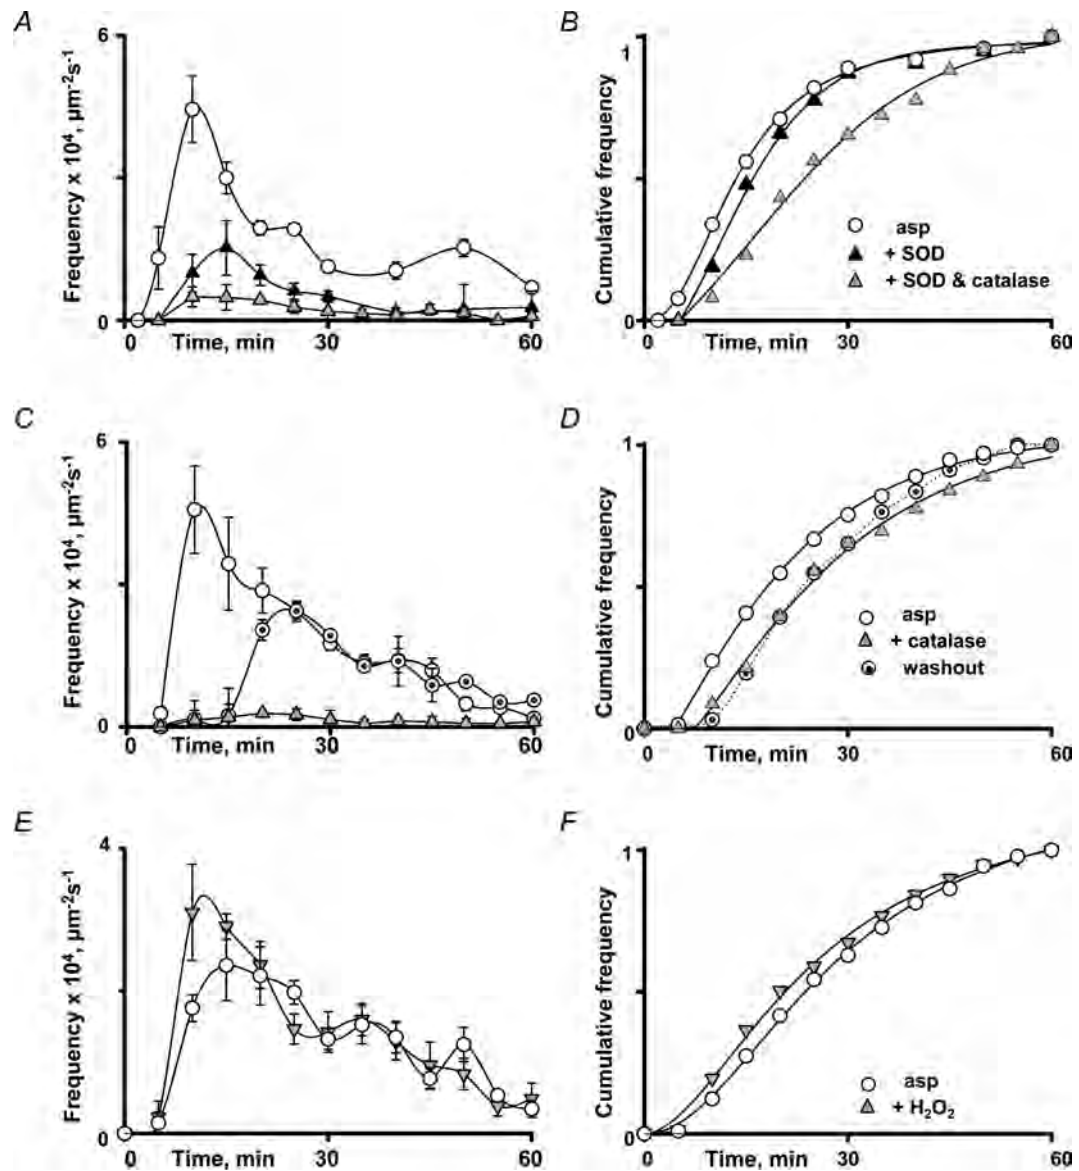 A
6
Frequency x 10⁴, µm⁻²s⁻¹
0
0
Time, min
30
60
B
1
Cumulative frequency
asp
+ SOD
+ SOD & catalase
0
0
Time, min
30
60
C
6
Frequency x 10⁴, µm⁻²s⁻¹
0
0
Time, min
30
60
D
1
Cumulative frequency
asp
+ catalase
washout
0
0
Time, min
30
60
E
4
Frequency x 10⁴, µm⁻²s⁻¹
0
0
Time, min
30
60
F
1
Cumulative frequency
asp
+ H₂O₂
0
0
Time, min
30
60